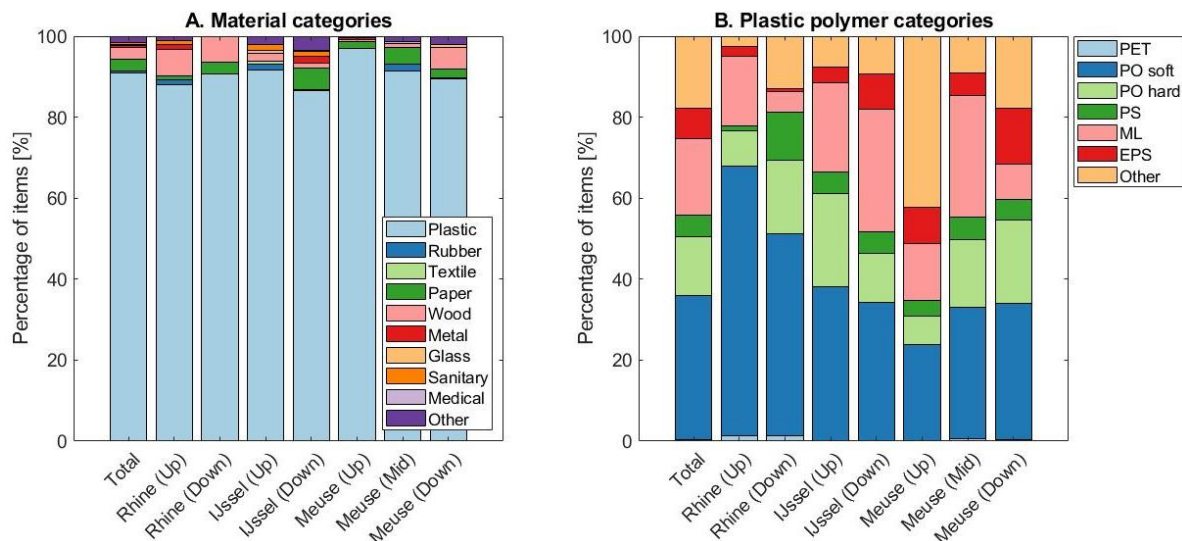 A. Material categories
Percentage of items [%]
100
80
60
40
20
0
Plastic
Rubber
Textile
Paper
Wood
Metal
Glass
Sanitary
Medical
Other
Total
Rhine (Up)
Rhine (Down)
IJssel (Up)
IJssel (Down)
Meuse (Up)
Meuse (Mid)
Meuse (Down)
B. Plastic polymer categories
Percentage of items [%]
100
80
60
40
20
0
PET
PO soft
PO hard
PS
ML
EPS
Other
Total
Rhine (Up)
Rhine (Down)
IJssel (Up)
IJssel (Down)
Meuse (Up)
Meuse (Mid)
Meuse (Down)